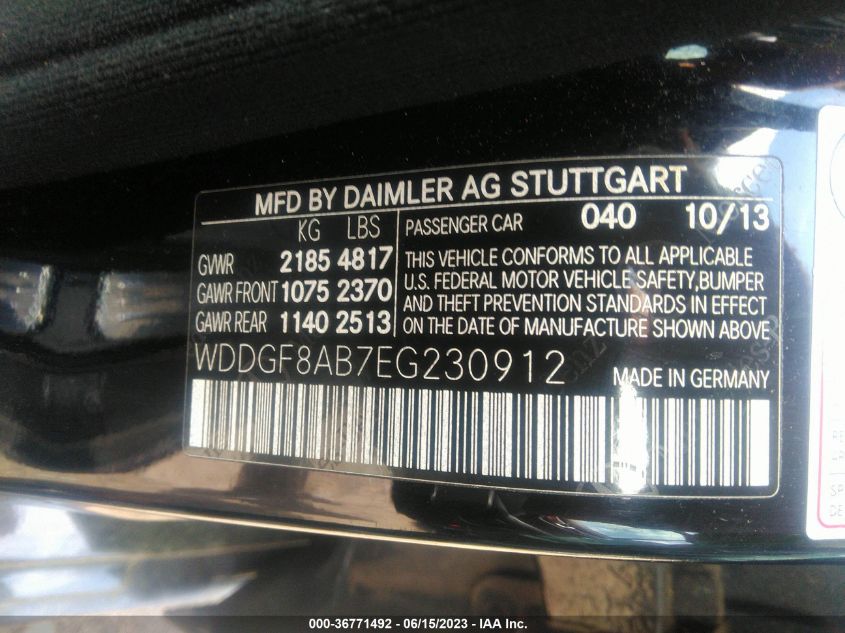 MFD BY DAIMLER AG STUTTGART
KG LBS
GVWR 2185 4817
GAWR FRONT 1075 2370
GAWR REAR 1140 2513
PASSENGER CAR 040 10/13
THIS VEHICLE CONFORMS TO ALL APPLICABLE
U.S. FEDERAL MOTOR VEHICLE SAFETY,BUMPER
AND THEFT PREVENTION STANDARDS IN EFFECT
ON THE DATE OF MANUFACTURE SHOWN ABOVE
WDDGF8AB7EG230912
MADE IN GERMANY
000-36771492 - 06/15/2023 - IAA Inc.